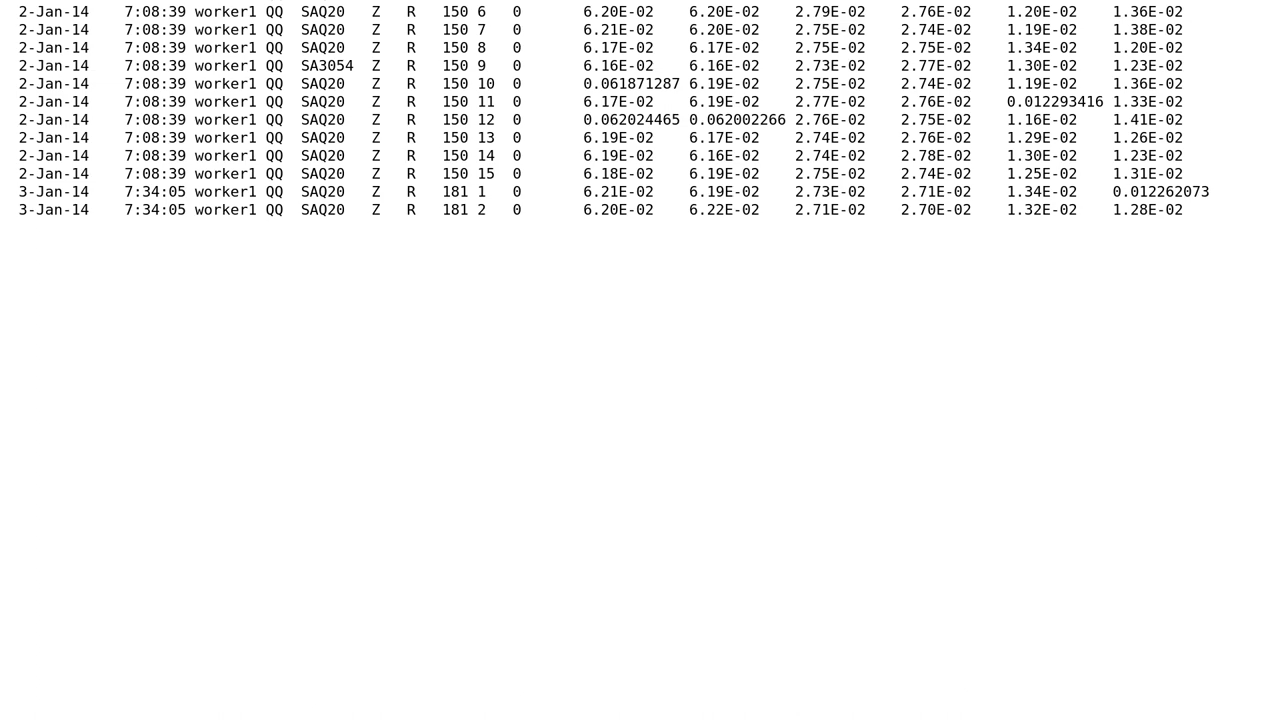 2-Jan-14 7:08:39 worker1 QQ SAQ20 Z R 150 6 0 6.20E-02 6.20E-02 2.79E-02 2.76E-02 1.20E-02 1.36E-02
2-Jan-14 7:08:39 worker1 QQ SAQ20 Z R 150 7 0 6.21E-02 6.20E-02 2.75E-02 2.74E-02 1.19E-02 1.38E-02
2-Jan-14 7:08:39 worker1 QQ SAQ20 Z R 150 8 0 6.17E-02 6.17E-02 2.75E-02 2.75E-02 1.34E-02 1.20E-02
2-Jan-14 7:08:39 worker1 QQ SA3054 Z R 150 9 0 6.16E-02 6.16E-02 2.73E-02 2.77E-02 1.30E-02 1.23E-02
2-Jan-14 7:08:39 worker1 QQ SAQ20 Z R 150 10 0 0.061871287 6.19E-02 2.75E-02 2.74E-02 1.19E-02 1.36E-02
2-Jan-14 7:08:39 worker1 QQ SAQ20 Z R 150 11 0 6.17E-02 6.19E-02 2.77E-02 2.76E-02 0.012293416 1.33E-02
2-Jan-14 7:08:39 worker1 QQ SAQ20 Z R 150 12 0 0.062024465 0.062002266 2.76E-02 2.75E-02 1.16E-02 1.41E-02
2-Jan-14 7:08:39 worker1 QQ SAQ20 Z R 150 13 0 6.19E-02 6.17E-02 2.74E-02 2.76E-02 1.29E-02 1.26E-02
2-Jan-14 7:08:39 worker1 QQ SAQ20 Z R 150 14 0 6.19E-02 6.16E-02 2.74E-02 2.78E-02 1.30E-02 1.23E-02
2-Jan-14 7:08:39 worker1 QQ SAQ20 Z R 150 15 0 6.18E-02 6.19E-02 2.75E-02 2.74E-02 1.25E-02 1.31E-02
3-Jan-14 7:34:05 worker1 QQ SAQ20 Z R 181 1 0 6.21E-02 6.19E-02 2.73E-02 2.71E-02 1.34E-02 0.012262073
3-Jan-14 7:34:05 worker1 QQ SAQ20 Z R 181 2 0 6.20E-02 6.22E-02 2.71E-02 2.70E-02 1.32E-02 1.28E-02